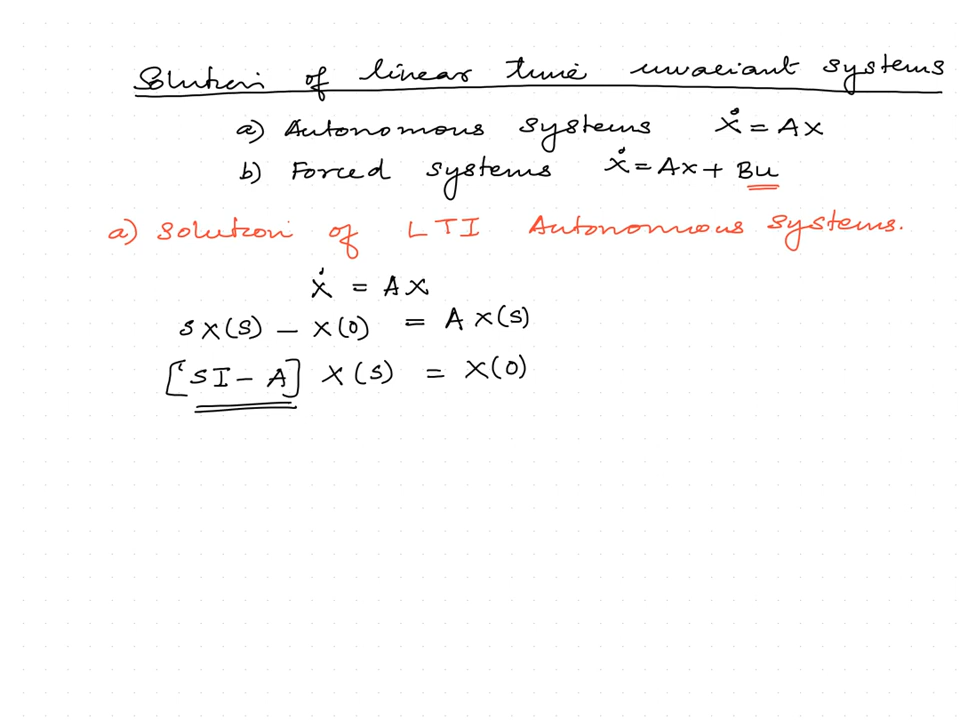 Solution of linear time invariant systems
a) Autonomous systems Ẋ = AX
b) Forced systems Ẋ = AX + Bu
a) Solution of LTI Autonomous systems.
Ẋ = AX
sX(s) – X(0) = A X(s)
[SI – A] X(s) = X(0)